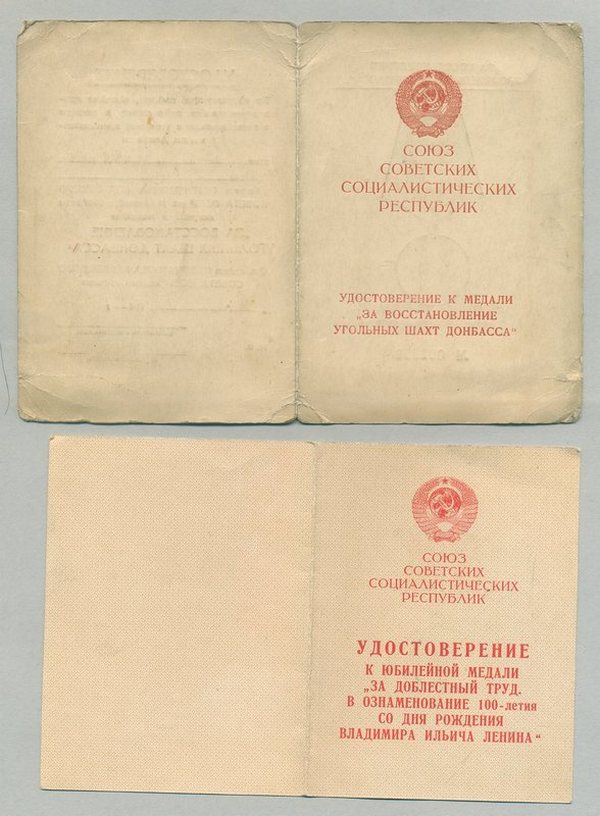 СОЮЗ
СОВЕТСКИХ
СОЦИАЛИСТИЧЕСКИХ
РЕСПУБЛИК
УДОСТОВЕРЕНИЕ К МЕДАЛИ
„ЗА ВОССТАНОВЛЕНИЕ
УГОЛЬНЫХ ШАХТ ДОНБАССА“
СОЮЗ
СОВЕТСКИХ
СОЦИАЛИСТИЧЕСКИХ
РЕСПУБЛИК
УДОСТОВЕРЕНИЕ
К ЮБИЛЕЙНОЙ МЕДАЛИ
„ЗА ДОБЛЕСТНЫЙ ТРУД.
В ОЗНАМЕНОВАНИЕ 100-летия
СО ДНЯ РОЖДЕНИЯ
ВЛАДИМИРА ИЛЬИЧА ЛЕНИНА“